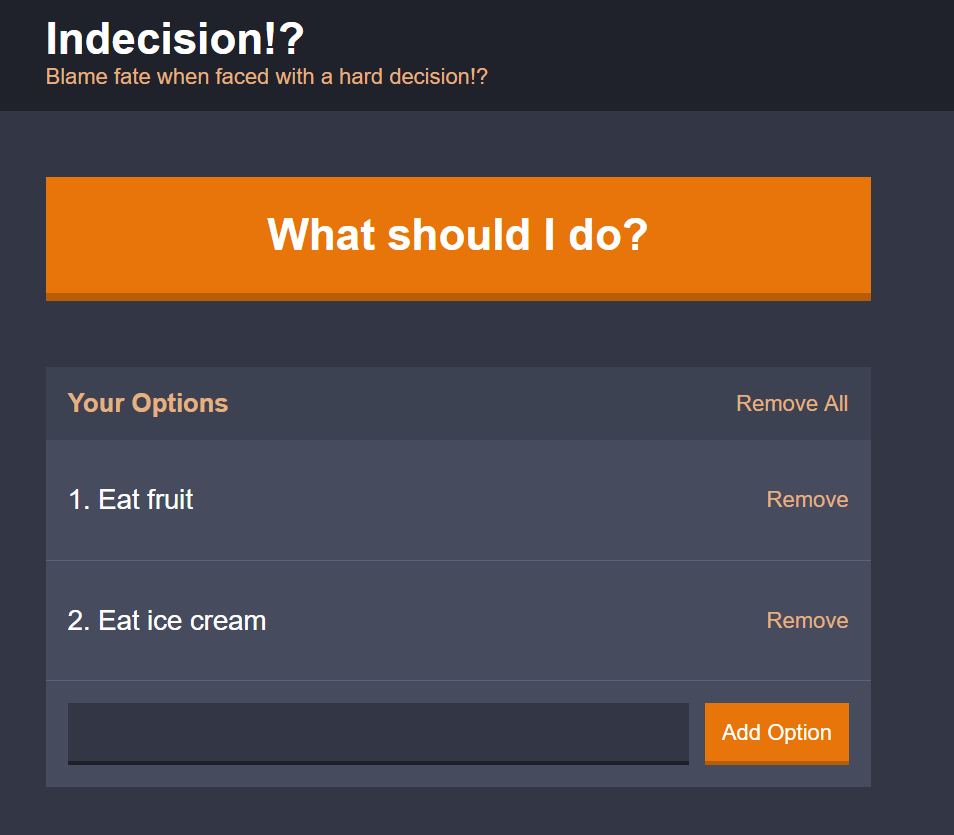 Indecision!?
Blame fate when faced with a hard decision!?
What should I do?
Your Options Remove All
1. Eat fruit Remove
2. Eat ice cream Remove
Add Option